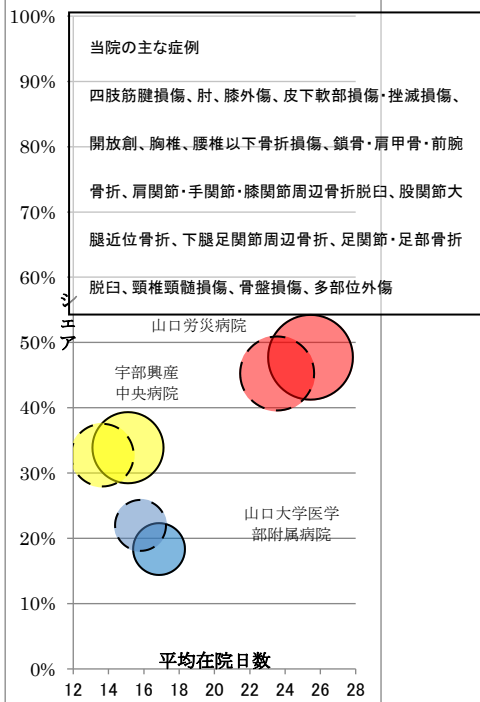 100%
当院の主な症例
90%
四肢筋腱損傷、肘、膝外傷、皮下軟部損傷・挫滅損傷、
80%
開放創、胸椎、腰椎以下骨折損傷、鎖骨・肩甲骨・前腕
70%
骨折、肩関節・手関節・膝関節周辺骨折脱臼、股関節大
腿近位骨折、下腿足関節周辺骨折、足関節・足部骨折
60%
脱臼、頸椎頸髄損傷、骨盤損傷、多部位外傷
シェア
山口労災病院
50%
宇部興産
中央病院
40%
30%
山口大学医学
部附属病院
20%
10%
0%
平均在院日数
12 14 16 18 20 22 24 26 28